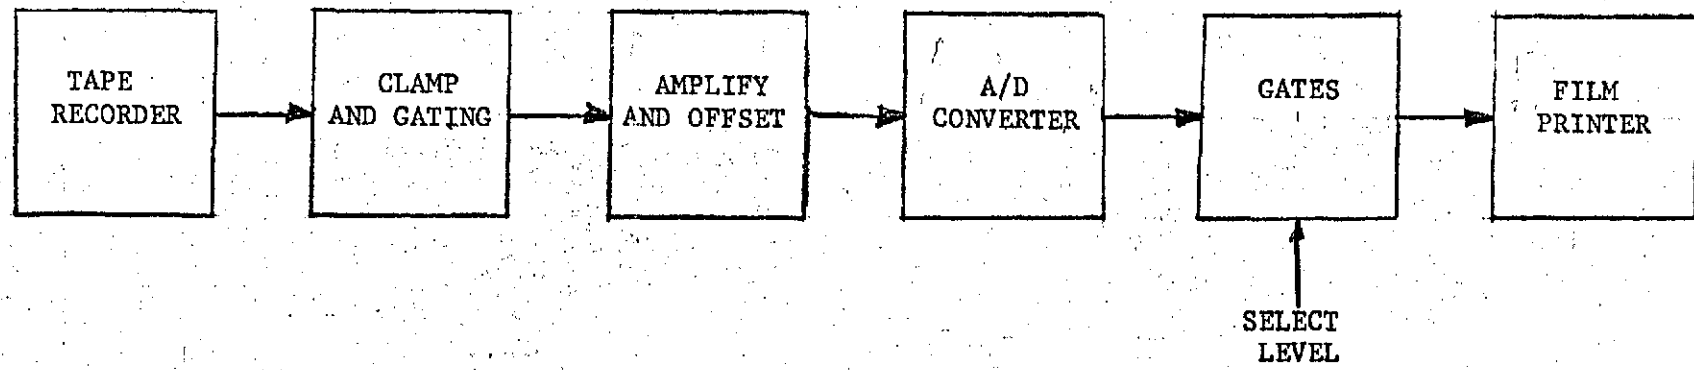 TAPE
RECORDER
CLAMP
AND GATING
AMPLIFY
AND OFFSET
A/D
CONVERTER
GATES
FILM
PRINTER
SELECT
LEVEL